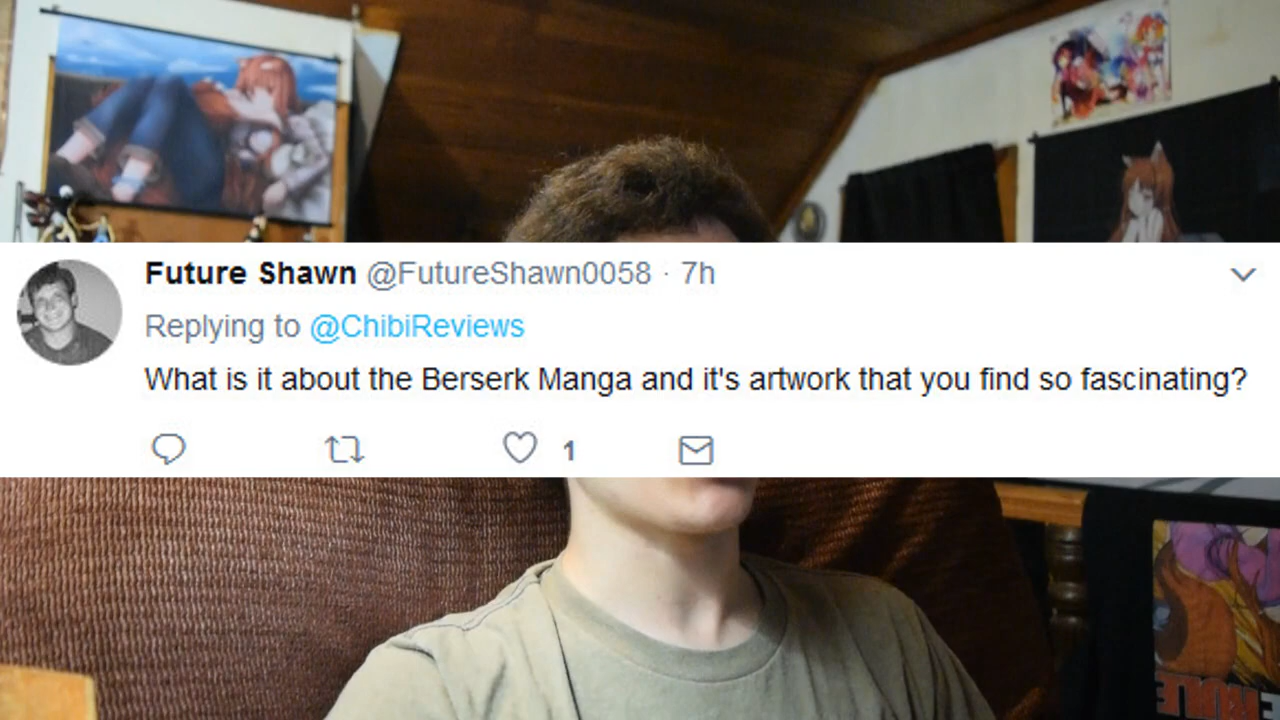 Future Shawn @FutureShawn0058 · 7h
Replying to @ChibiReviews
What is it about the Berserk Manga and it's artwork that you find so fascinating?
1